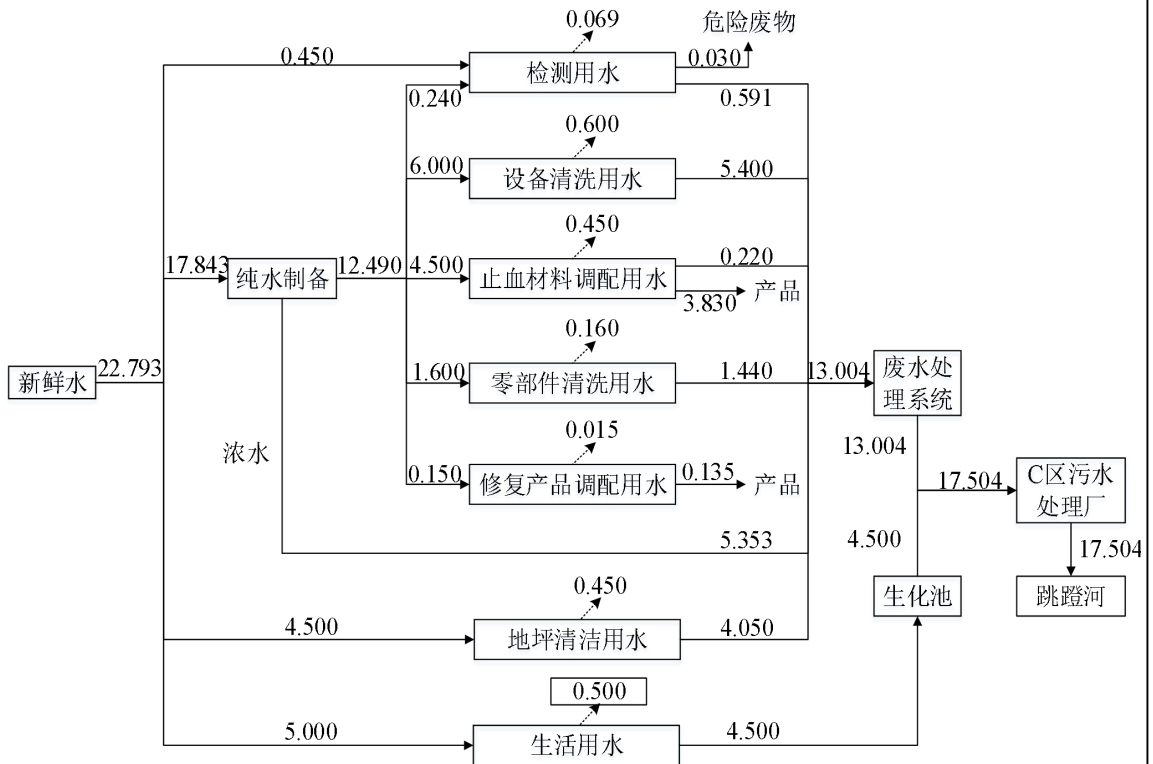 0.069
危险废物
0.450
检测用水
0.030
0.240
0.591
0.600
6.000
设备清洗用水
5.400
0.450
17.843
纯水制备
12.490
4.500
止血材料调配用水
0.220
3.830
产品
0.160
新鲜水
22.793
1.600
零部件清洗用水
1.440
13.004
废水处
理系统
0.015
浓水
0.150
修复产品调配用水
0.135
产品
13.004
17.504
C区污水
处理厂
5.353
4.500
17.504
0.450
生化池
跳蹬河
4.500
地坪清洁用水
4.050
0.500
5.000
生活用水
4.500